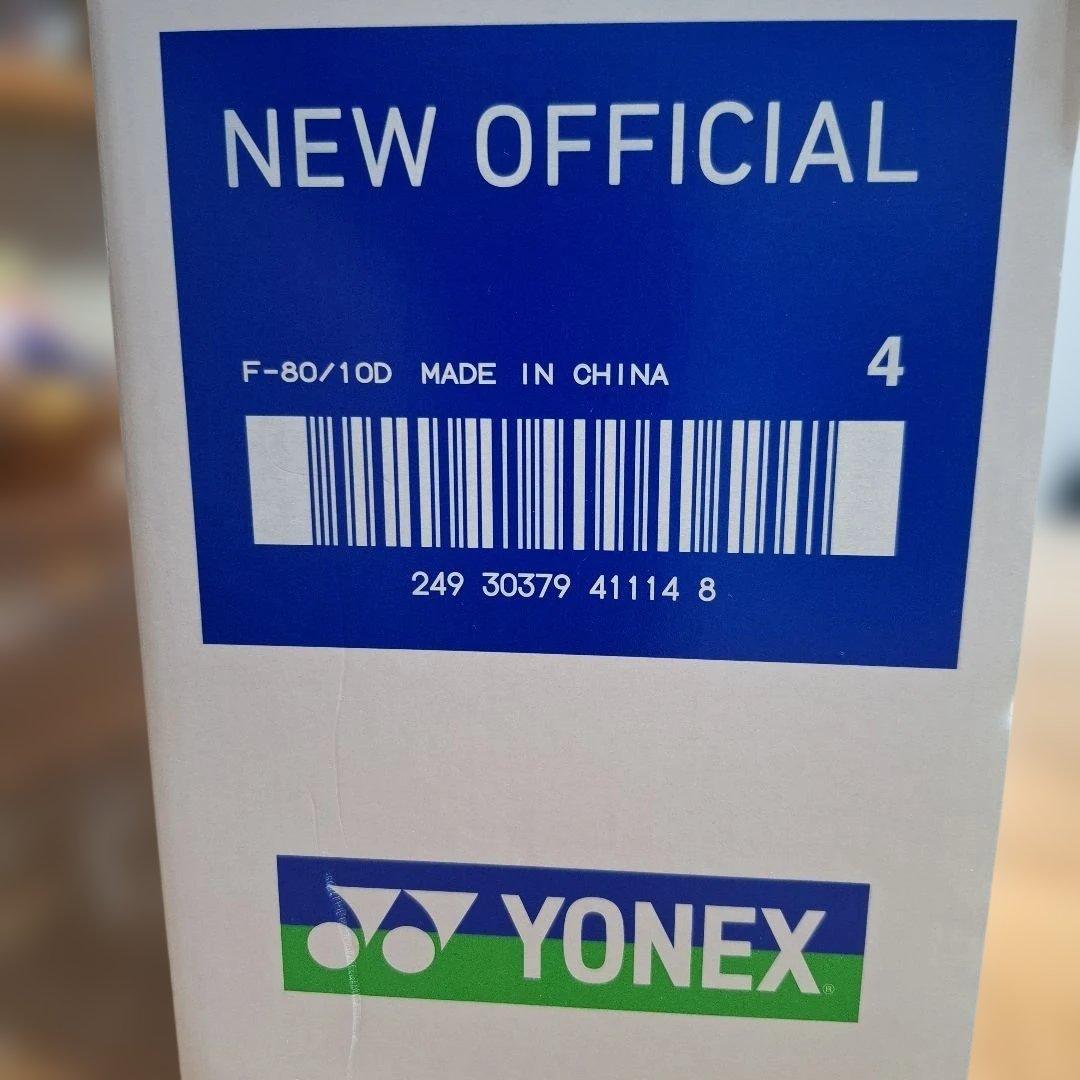 NEW OFFICIAL
4
F-80/10D MADE IN CHINA
249 30379 41114 8
YONEX®